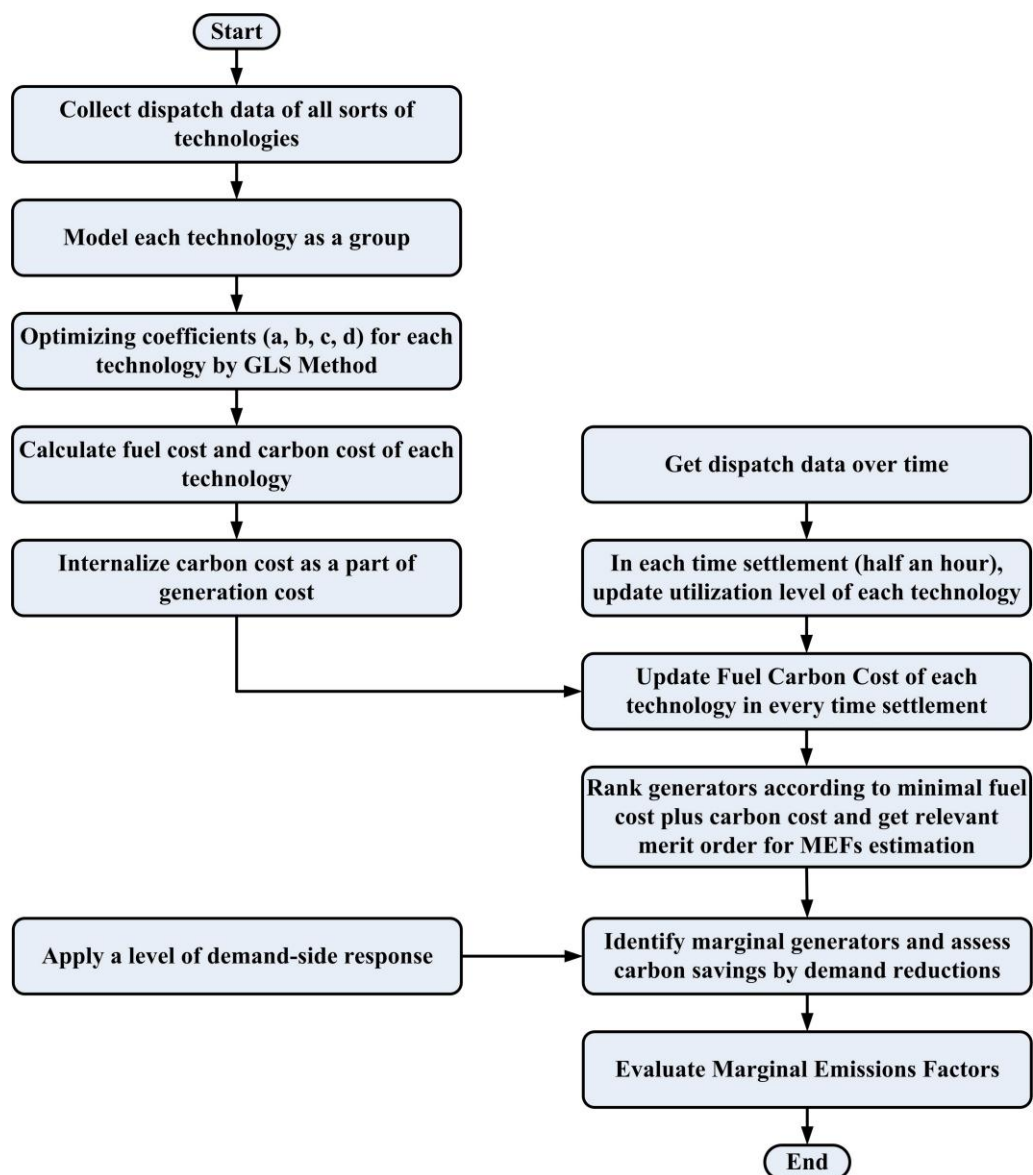 Start
Collect dispatch data of all sorts of
technologies
Model each technology as a group
Optimizing coefficients (a, b, c, d) for each
technology by GLS Method
Calculate fuel cost and carbon cost of each
technology
Internalize carbon cost as a part of
generation cost
Get dispatch data over time
In each time settlement (half an hour),
update utilization level of each technology
Update Fuel Carbon Cost of each
technology in every time settlement
Rank generators according to minimal fuel
cost plus carbon cost and get relevant
merit order for MEFs estimation
Apply a level of demand-side response
Identify marginal generators and assess
carbon savings by demand reductions
Evaluate Marginal Emissions Factors
End